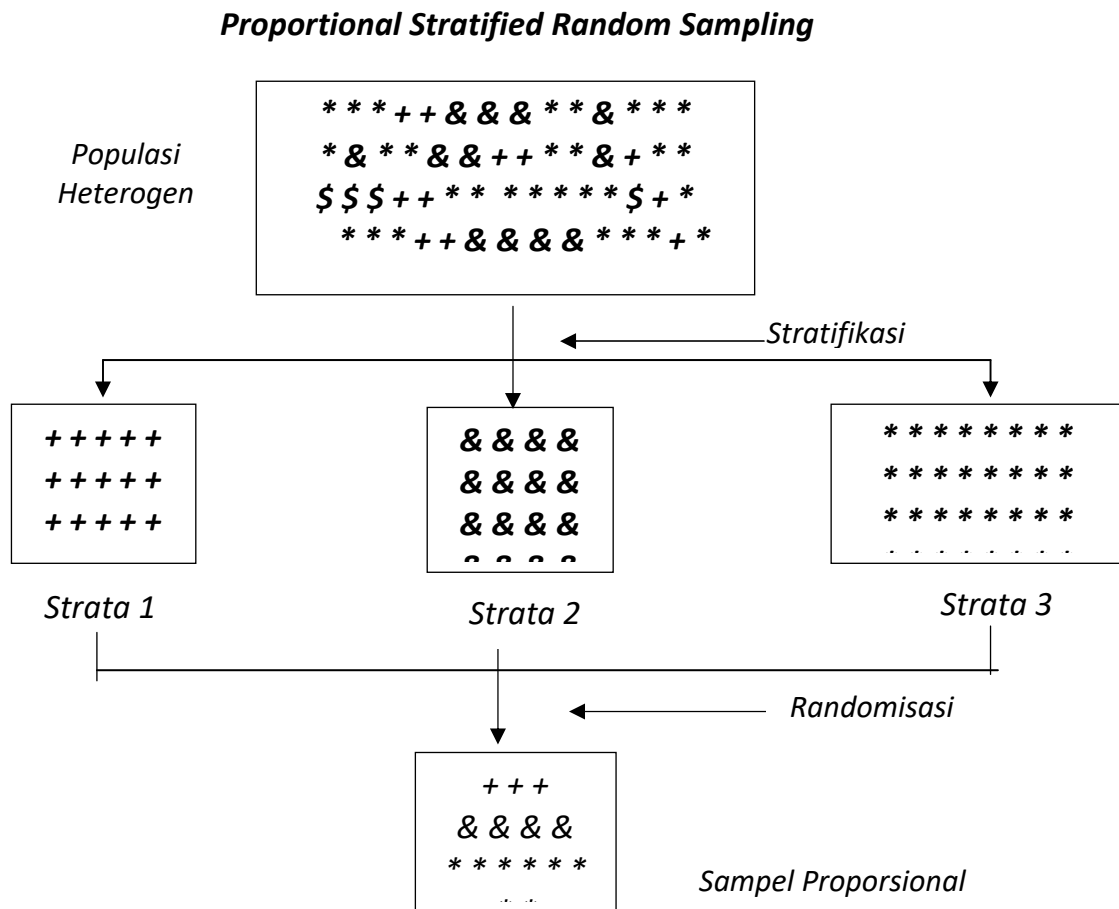 Proportional Stratified Random Sampling
* * * + + & & & * * & * * *
Populasi
Heterogen
* & * * & & + + * * & + * *
$ $ $ + + * * * * * * * $ + *
* * * + + & & & & * * * + *
Stratifikasi
+ + + + +
+ + + + +
+ + + + +
& & & &
& & & &
& & & &
& & & &
* * * * * * * *
* * * * * * * *
* * * * * * * *
Strata 1
Strata 2
Strata 3
Randomisasi
+ + +
& & & &
* * * * * *
* *
Sampel Proporsional